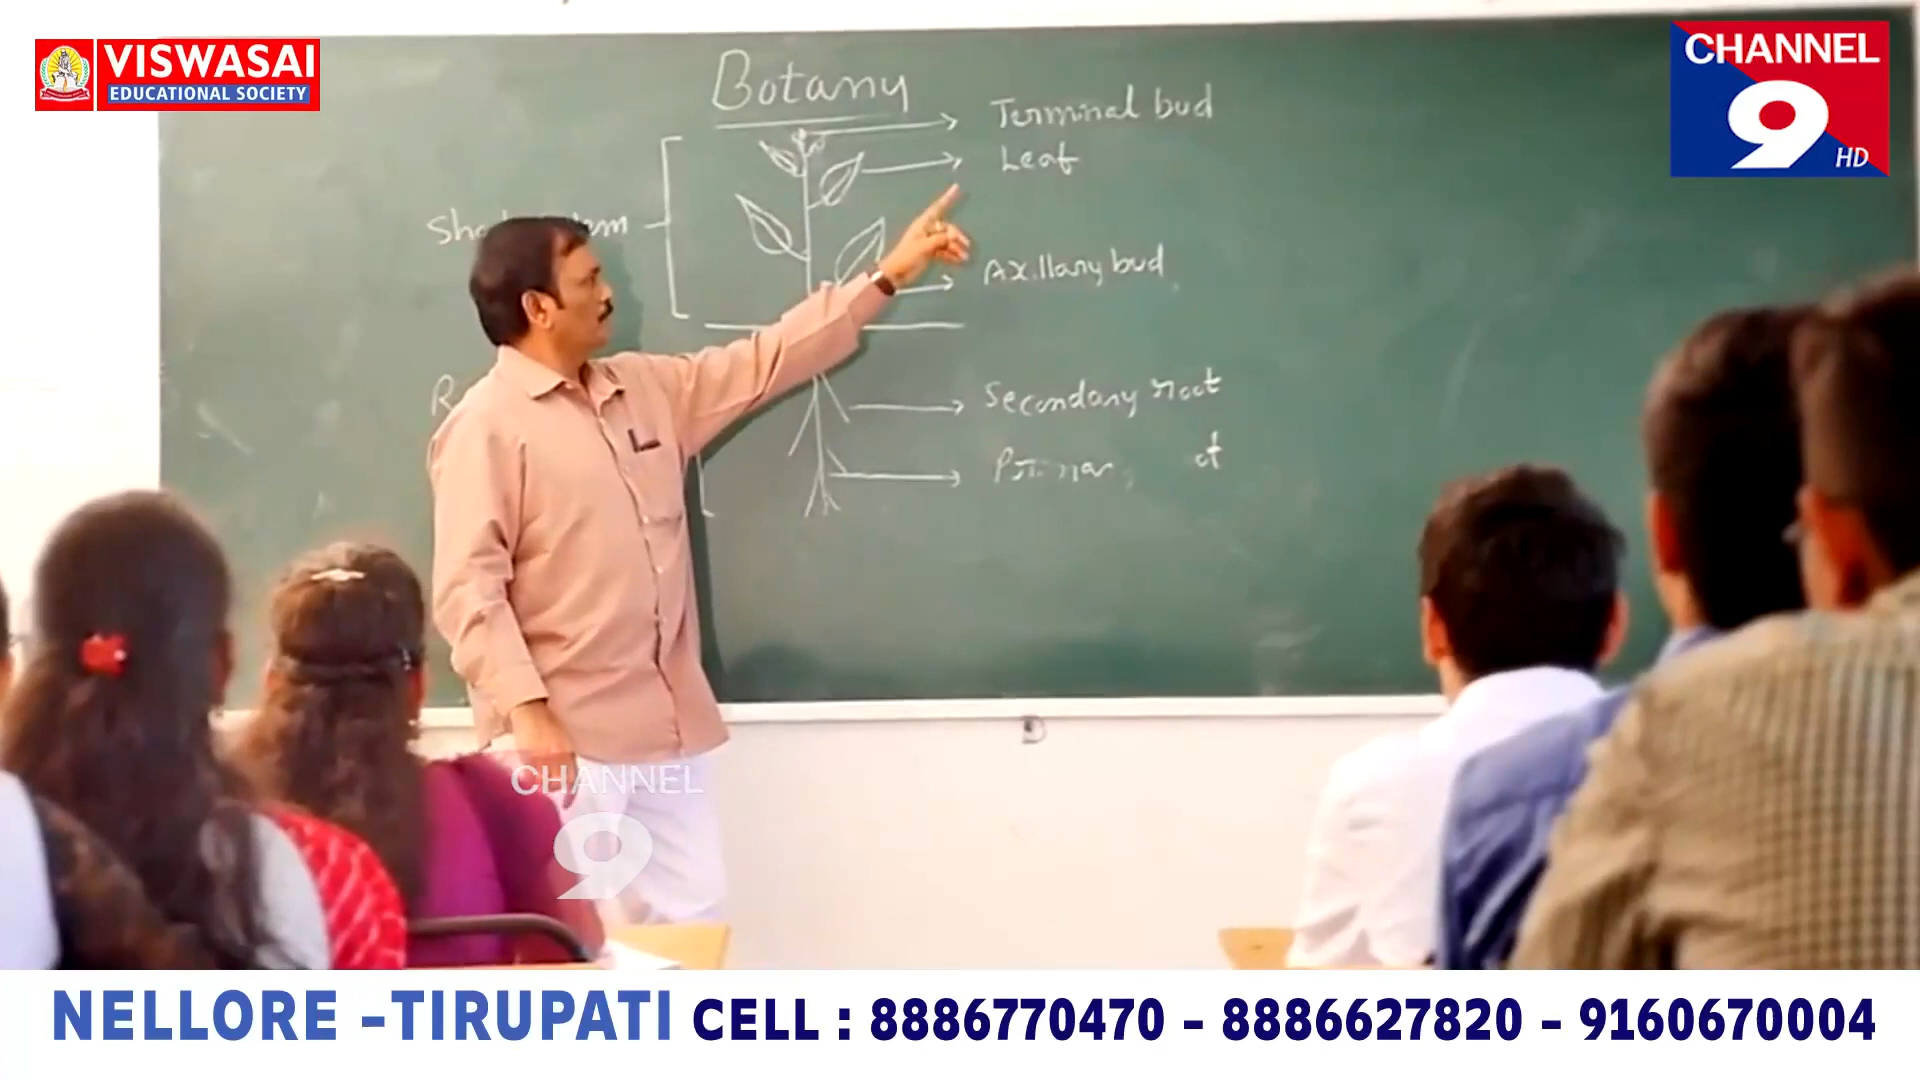 VISWASAI
EDUCATIONAL SOCIETY
CHANNEL
9
HD
Botany
Terminal bud
Leaf
Axillary bud
Secondary root
CHANNEL
9
NELLORE -TIRUPATI CELL : 8886770470 - 8886627820 - 9160670004